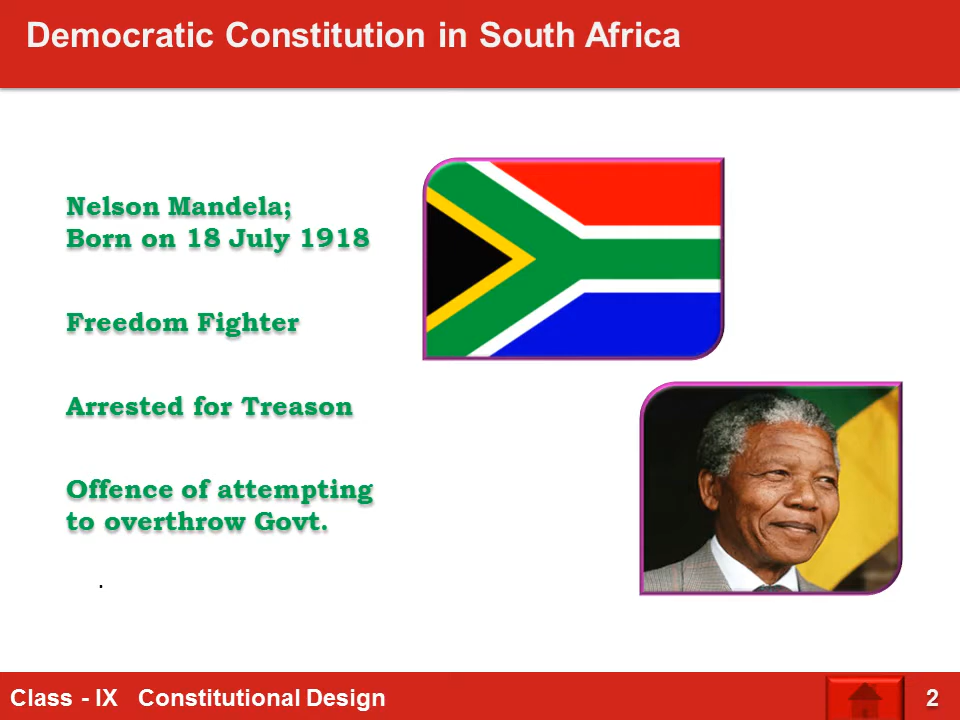 Democratic Constitution in South Africa
Nelson Mandela;
Born on 18 July 1918
Freedom Fighter
Arrested for Treason
Offence of attempting
to overthrow Govt.
.
Class - IX Constitutional Design
2